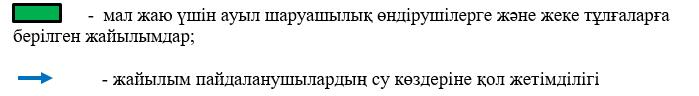 - мал жаю үшін ауыл шаруашылық өндірушілерге және жеке тұлғаларға
берілген жайылымдар;
- жайылым пайдаланушылардың су көздеріне қол жетімділігі